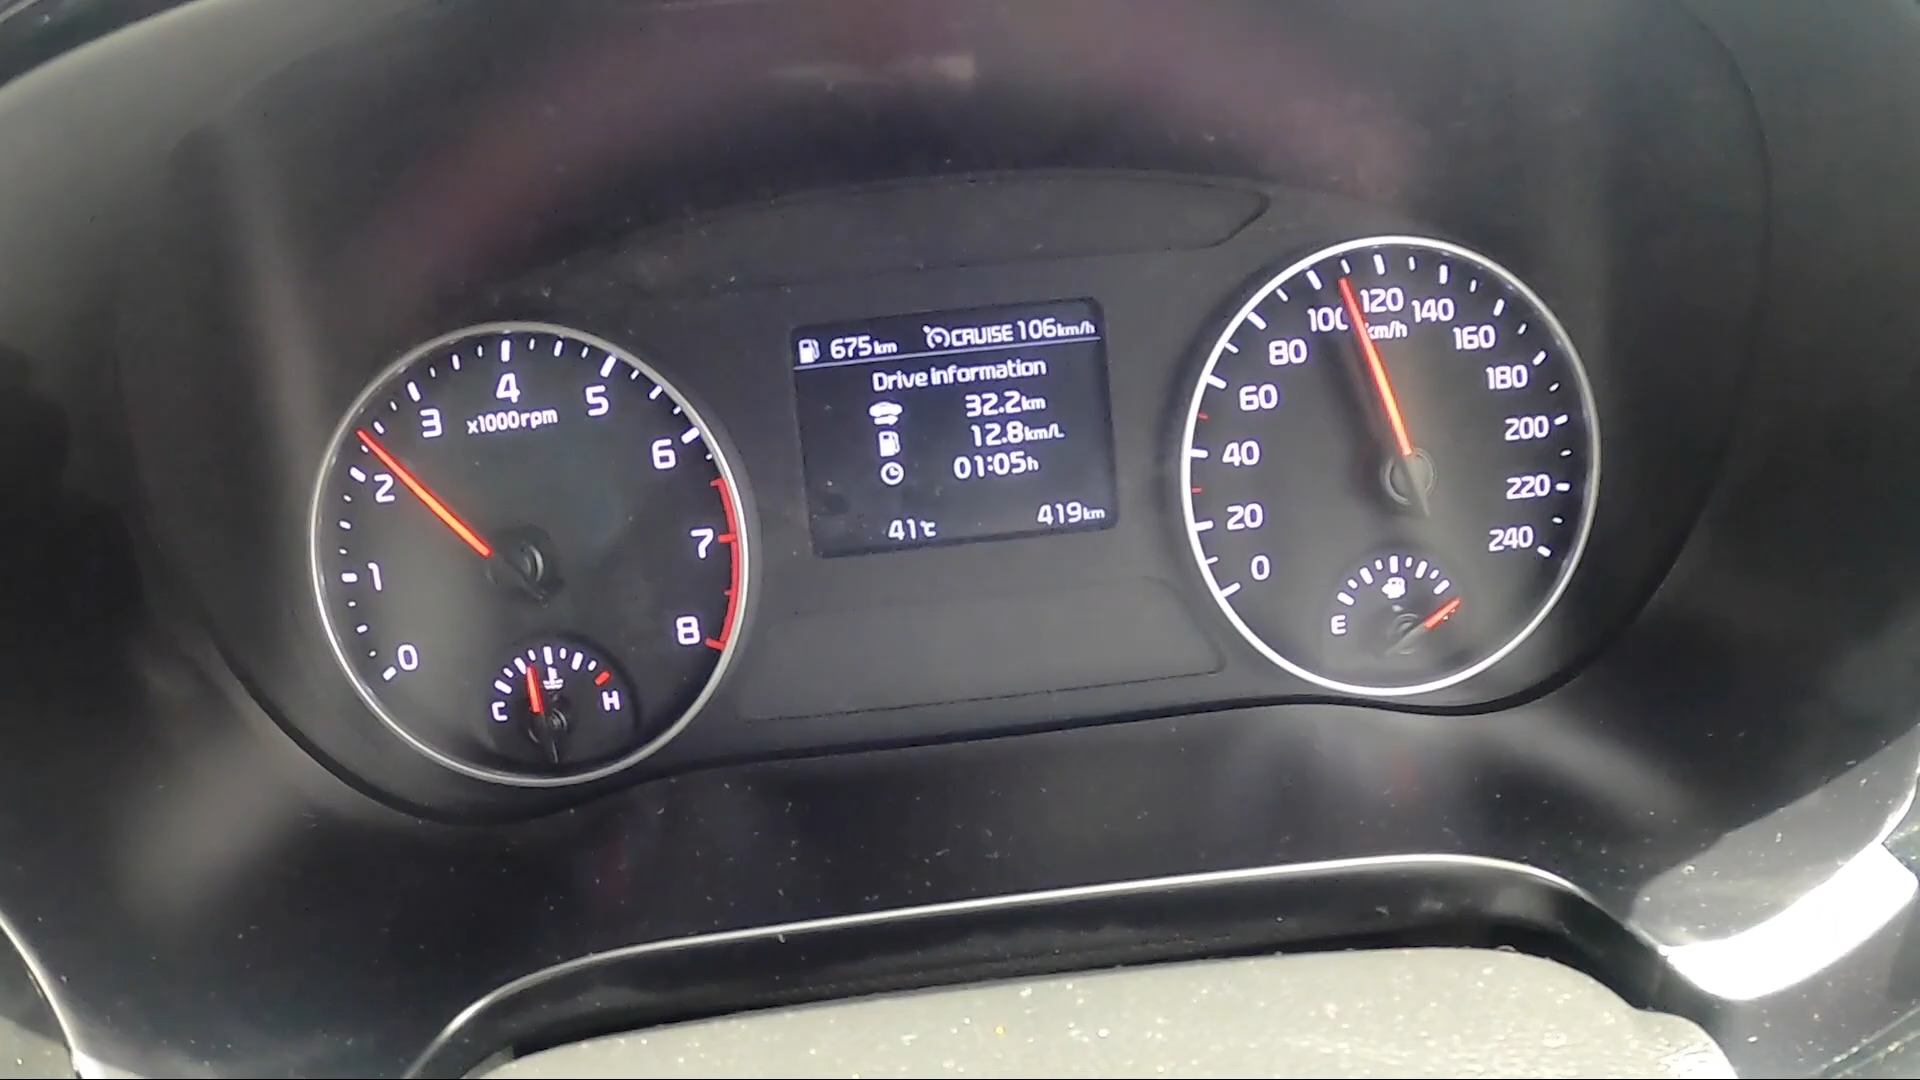 675km CRUISE 106km/h
Drive information
32.2km
12.8km/L
01:05h
41℃ 419km
0
1
2
3
4
5
6
7
8
x1000rpm
C H
0
20
40
60
80
100
120
140
160
180
200
220
240
km/h
E